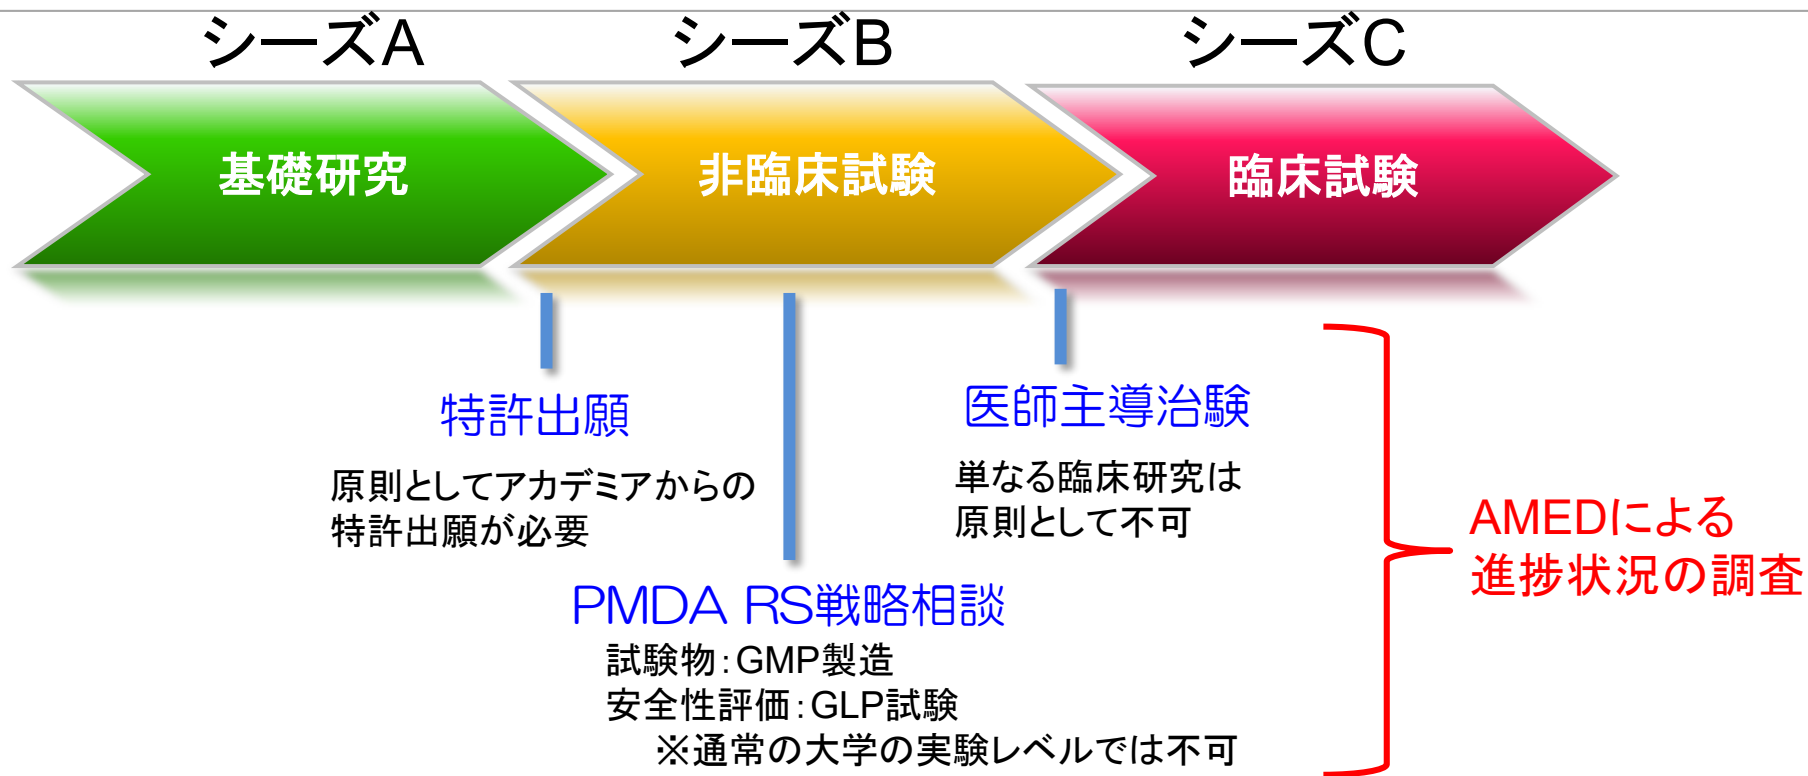 シーズA
シーズB
シーズC
基礎研究
非臨床試験
臨床試験
特許出願
原則としてアカデミアからの
特許出願が必要
医師主導治験
単なる臨床研究は
原則として不可
PMDA RS戦略相談
試験物：GMP製造
安全性評価：GLP試験
※通常の大学の実験レベルでは不可
AMEDによる
進捗状況の調査